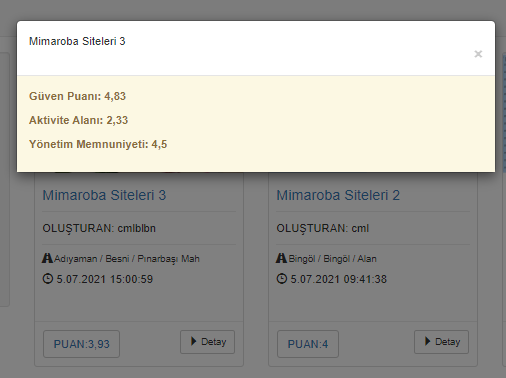 Mimaroba Siteleri 3
×
Güven Puanı: 4,83
Aktivite Alanı: 2,33
Yönetim Memnuniyeti: 4,5
Mimaroba Siteleri 3
OLUŞTURAN: cmlblbn
Adıyaman / Besni / Pınarbaşı Mah
5.07.2021 15:00:59
PUAN:3,93
Detay
Mimaroba Siteleri 2
OLUŞTURAN: cml
Bingöl / Bingöl / Alan
5.07.2021 09:41:38
PUAN:4
Detay